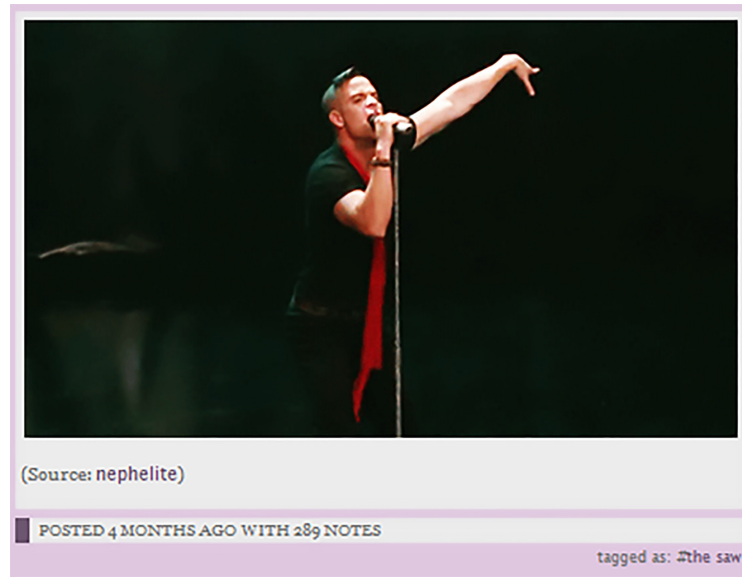 (Source: nephelite)
POSTED 4 MONTHS AGO WITH 289 NOTES
tagged as: #the saw